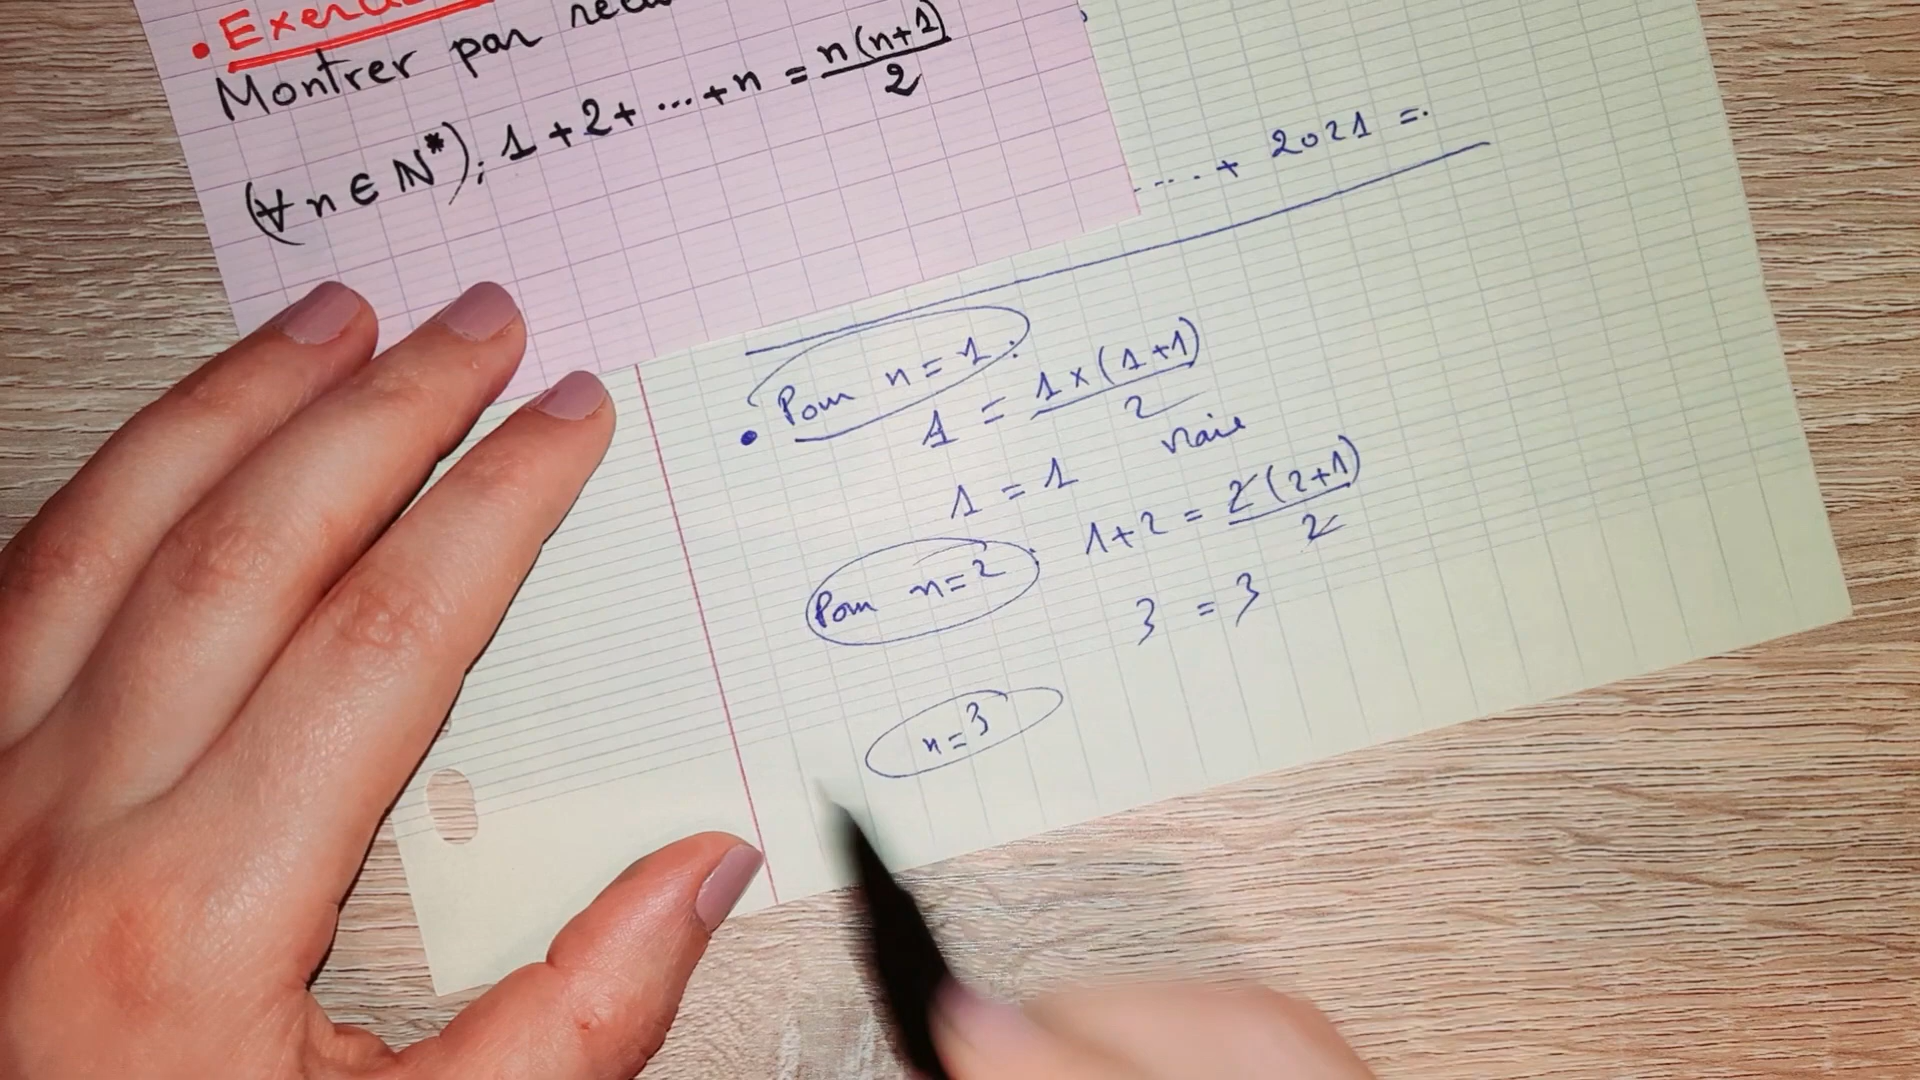 • Exercice
Montrer par
(∀ n ∈ ℕ*); 1 + 2 + ... + n = n(n+1)/2
.... + 2021 =.
• Pour n = 1 :
1 = 1 × (1+1)/2
1 = 1 vraie
Pour n = 2 : 1+2 = 2(2+1)/2
3 = 3
n = 3